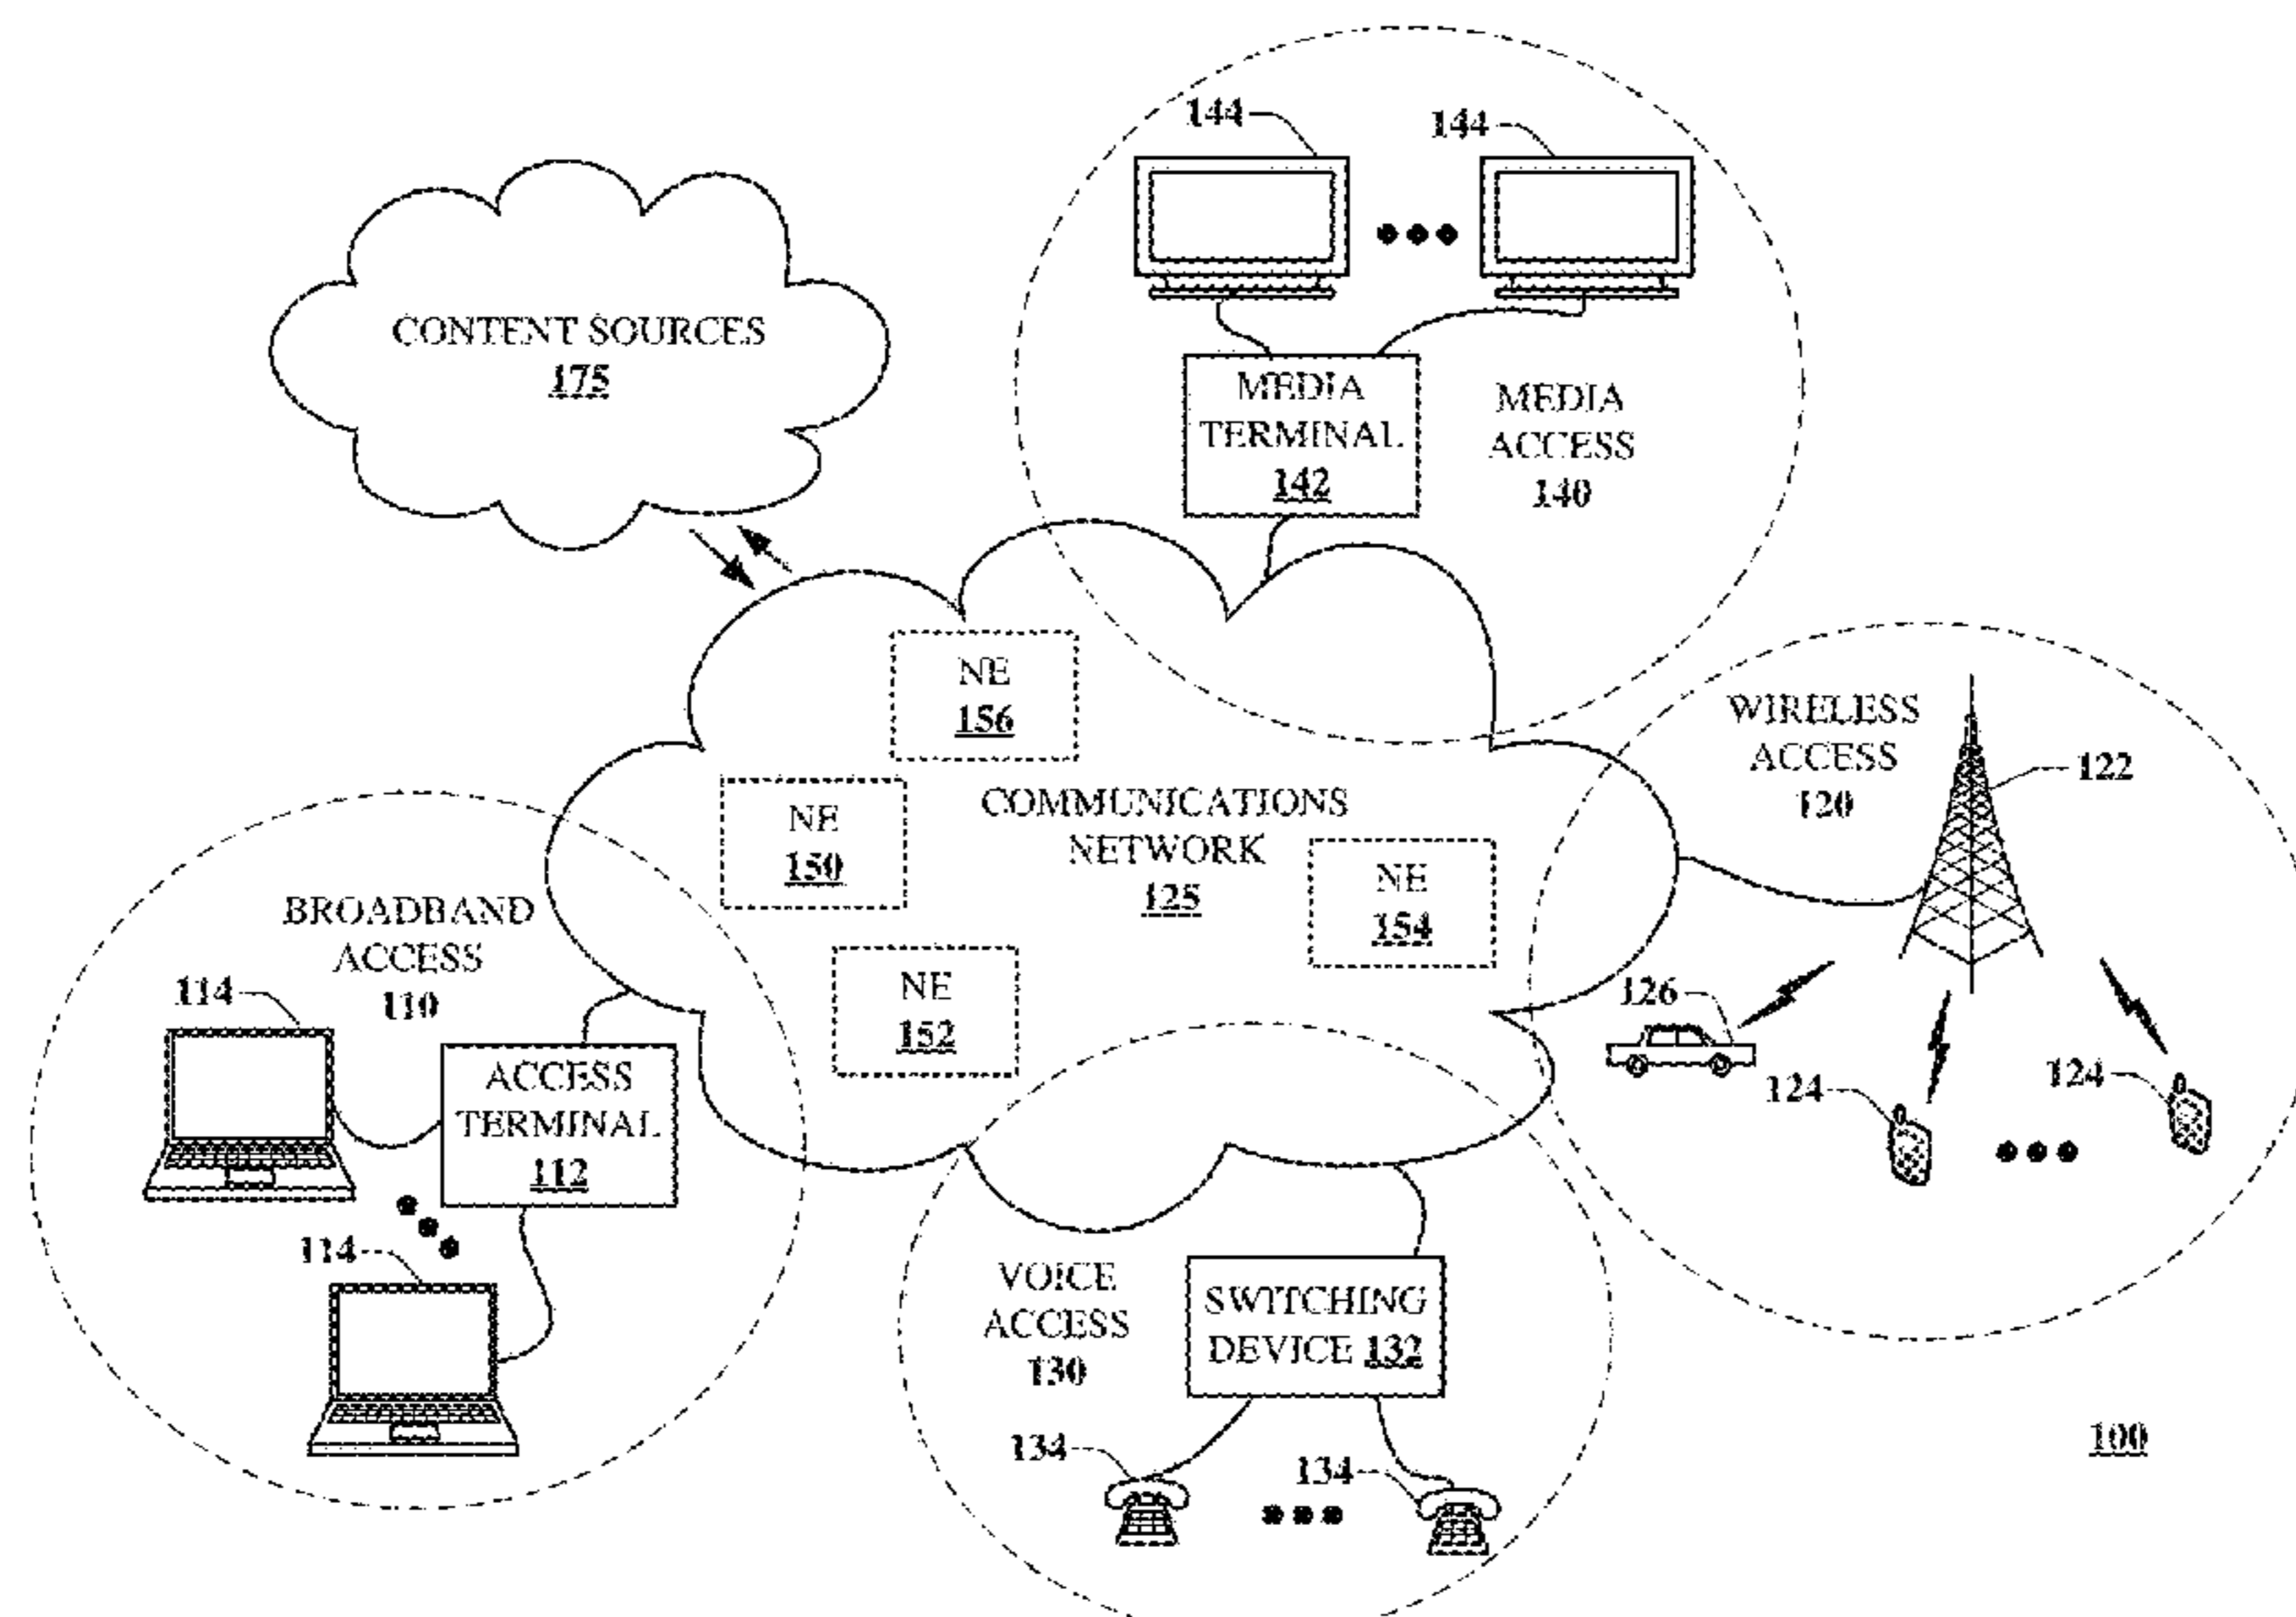 144
144
CONTENT SOURCES
175
MEDIA
TERMINAL
142
MEDIA
ACCESS
140
NE
156
WIRELESS
ACCESS
120
122
NE
150
COMMUNICATIONS
NETWORK
125
NE
154
BROADBAND
ACCESS
110
114
NE
152
126
ACCESS
TERMINAL
112
124
124
114
VOICE
ACCESS
130
SWITCHING
DEVICE 132
134
134
100